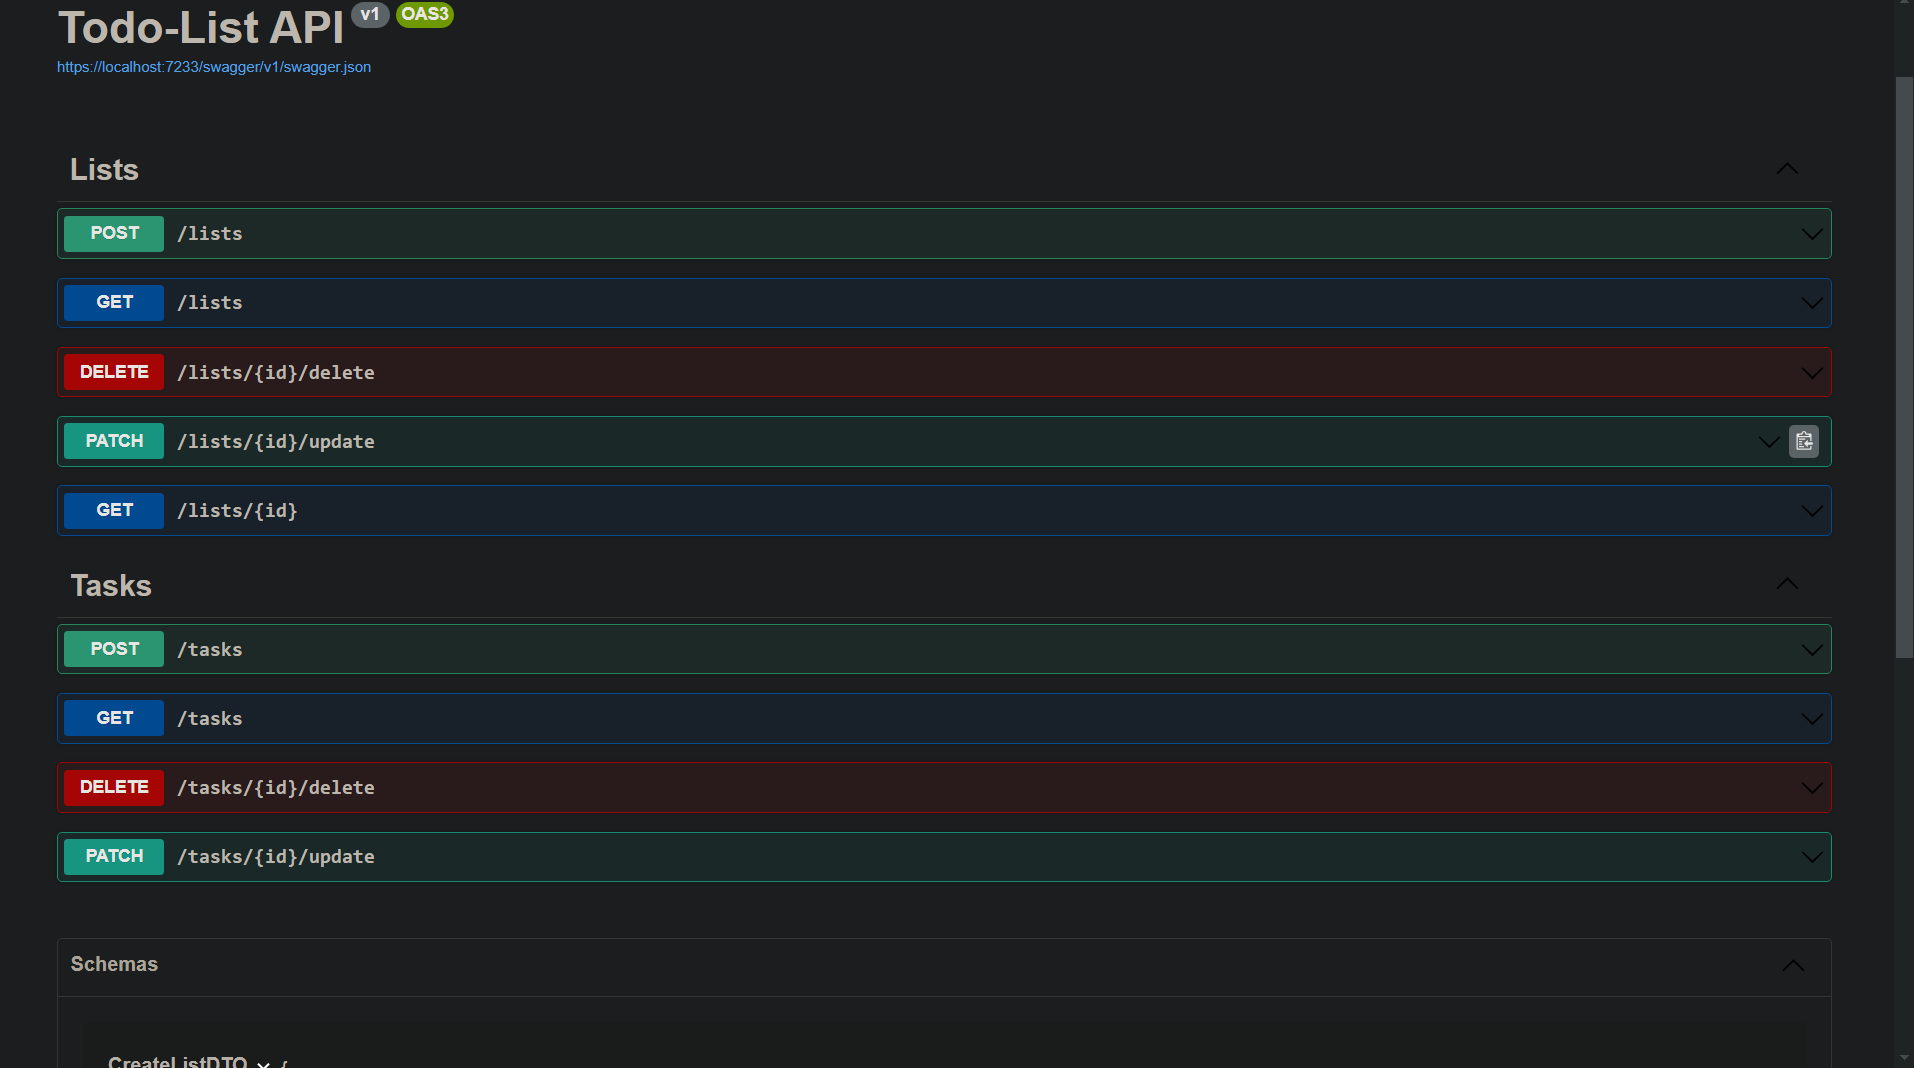 Todo-List API v1 OAS3
https://localhost:7233/swagger/v1/swagger.json
Lists
POST /lists
GET /lists
DELETE /lists/{id}/delete
PATCH /lists/{id}/update
GET /lists/{id}
Tasks
POST /tasks
GET /tasks
DELETE /tasks/{id}/delete
PATCH /tasks/{id}/update
Schemas
CreateListDTO {